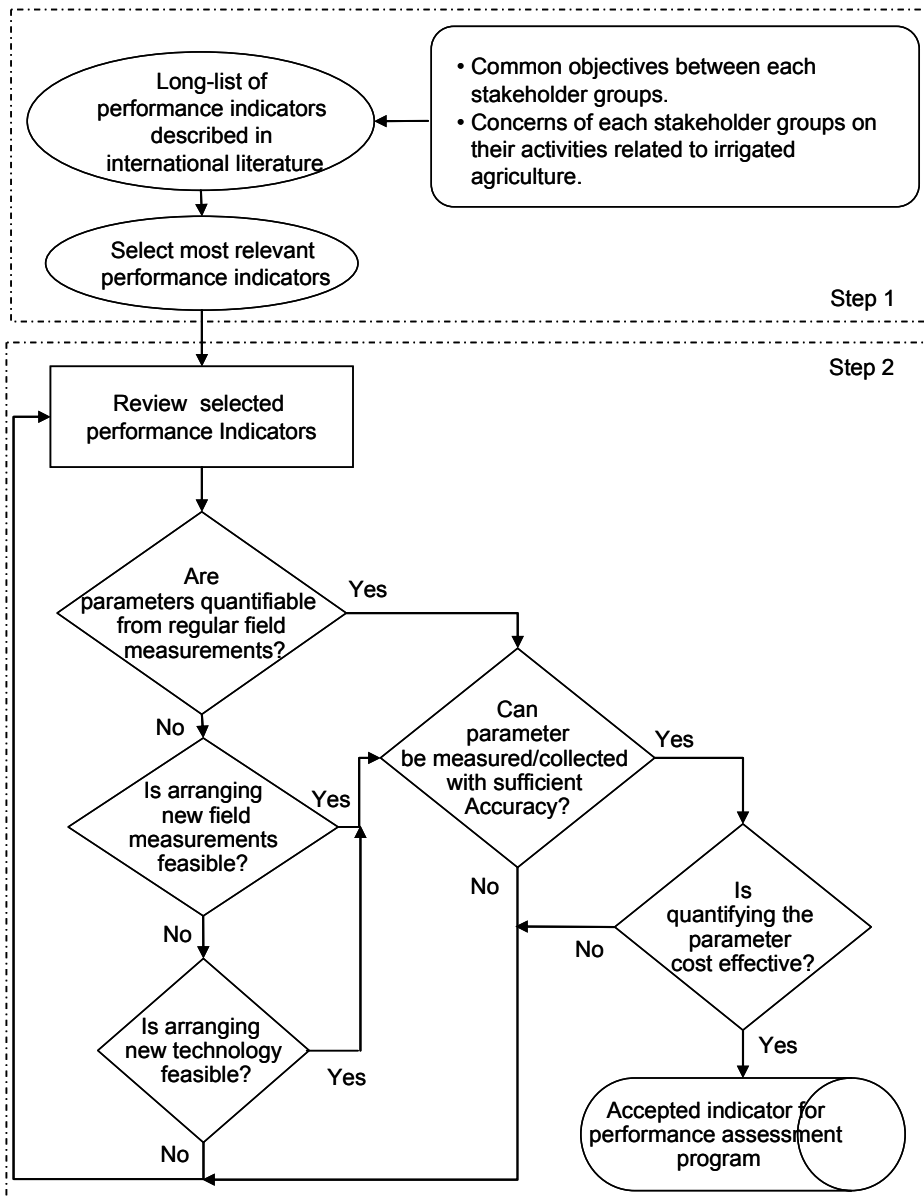 Long-list of
performance indicators
described in
international literature
• Common objectives between each
stakeholder groups.
• Concerns of each stakeholder groups on
their activities related to irrigated
agriculture.
Select most relevant
performance indicators
Step 1
Step 2
Review selected
performance Indicators
Are
parameters quantifiable
from regular field
measurements?
Yes
No
Can
parameter
be measured/collected
with sufficient
Accuracy?
Yes
No
Is arranging
new field
measurements
feasible?
Yes
No
Is
quantifying the
parameter
cost effective?
No
Yes
Is arranging
new technology
feasible?
Yes
No
Accepted indicator for
performance assessment
program